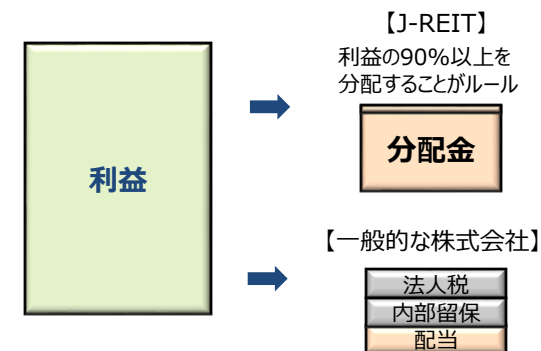 利益
【J-REIT】
利益の90%以上を
分配することがルール
分配金
【一般的な株式会社】
法人税
内部留保
配当